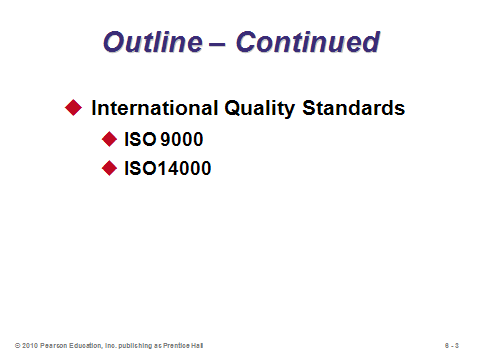 Outline – Continued
International Quality Standards
ISO 9000
ISO14000
© 2010 Pearson Education, Inc. publishing as Prentice Hall
6 - 3